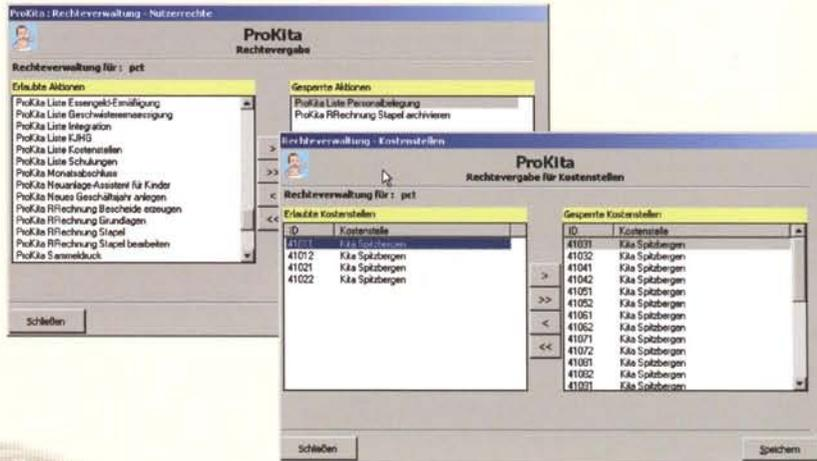 ProKita : Rechteverwaltung - Nutzerrechte
ProKita
Rechtevergabe
Rechteverwaltung für : pct
Erlaubte Aktionen
ProKita Liste Essengeld-Ermäßigung
ProKita Liste Geschwisterermaessigung
ProKita Liste Integration
ProKita Liste KJHG
ProKita Liste Kostenstellen
ProKita Liste Schulungen
ProKita Monatsabschluss
ProKita Neuanlage-Assistent für Kinder
ProKita Neues Geschäftsjahr anlegen
ProKita RRechnung Bescheide erzeugen
ProKita RRechnung Grundlagen
ProKita RRechnung Stapel
ProKita RRechnung Stapel bearbeiten
ProKita Sammeldruck
>
>>
<
<<
Gesperrte Aktionen
ProKita Liste Personalbelegung
ProKita RRechnung Stapel archivieren
Schließen
Rechteverwaltung - Kostenstellen
ProKita
Rechtevergabe für Kostenstellen
Rechteverwaltung für : pct
Erlaubte Kostenstellen
ID Kostenstelle
41011 Kita Spitzbergen
41012 Kita Spitzbergen
41021 Kita Spitzbergen
41022 Kita Spitzbergen
>
>>
<
<<
Gesperrte Kostenstellen
ID Kostenstelle
41031 Kita Spitzbergen
41032 Kita Spitzbergen
41041 Kita Spitzbergen
41042 Kita Spitzbergen
41051 Kita Spitzbergen
41052 Kita Spitzbergen
41061 Kita Spitzbergen
41062 Kita Spitzbergen
41071 Kita Spitzbergen
41072 Kita Spitzbergen
41081 Kita Spitzbergen
41082 Kita Spitzbergen
41091 Kita Spitzbergen
Schließen
Speichern